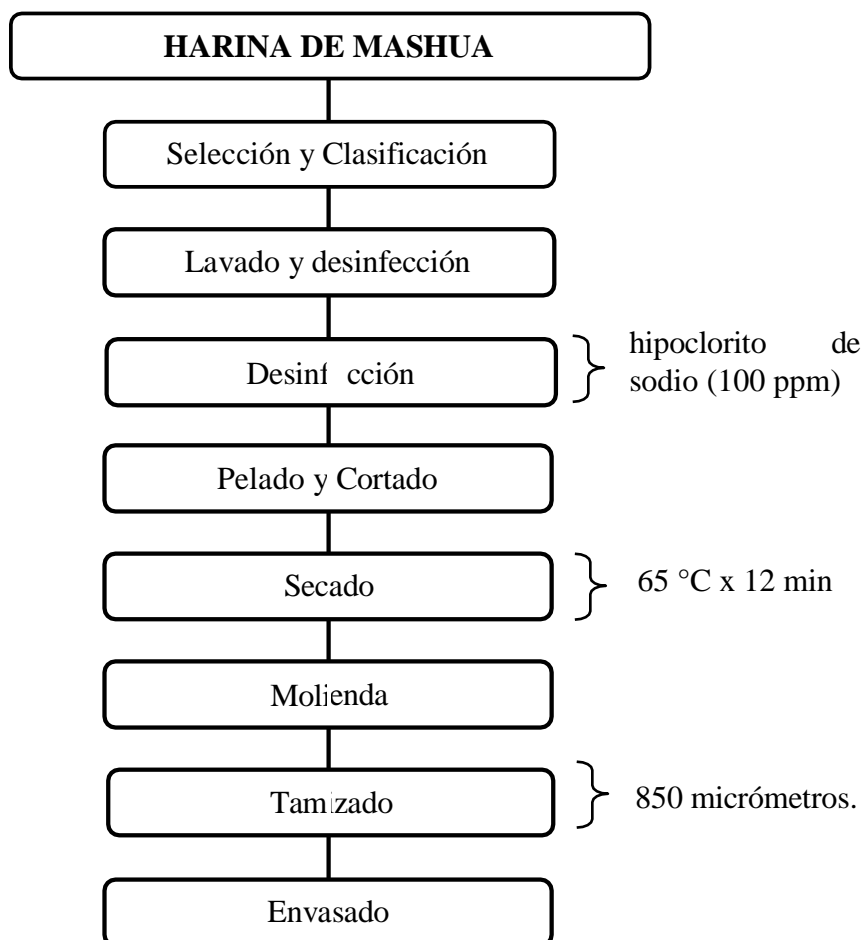 HARINA DE MASHUA
Selección y Clasificación
Lavado y desinfección
Desinf cción
hipoclorito de
sodio (100 ppm)
Pelado y Cortado
Secado
65 °C x 12 min
Molienda
Tamizado
850 micrómetros.
Envasado